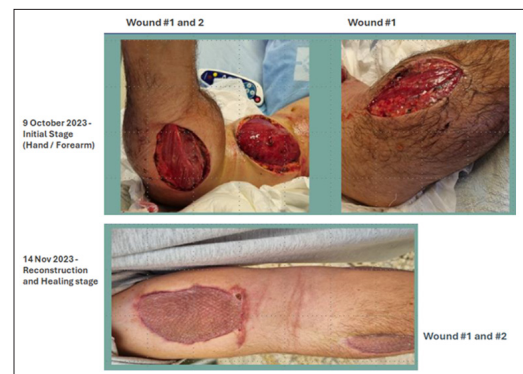 Wound #1 and 2
Wound #1
9 October 2023-
Initial Stage
(Hand / Forearm)
14 Nov 2023-
Reconstruction
and Healing stage
Wound #1 and #2